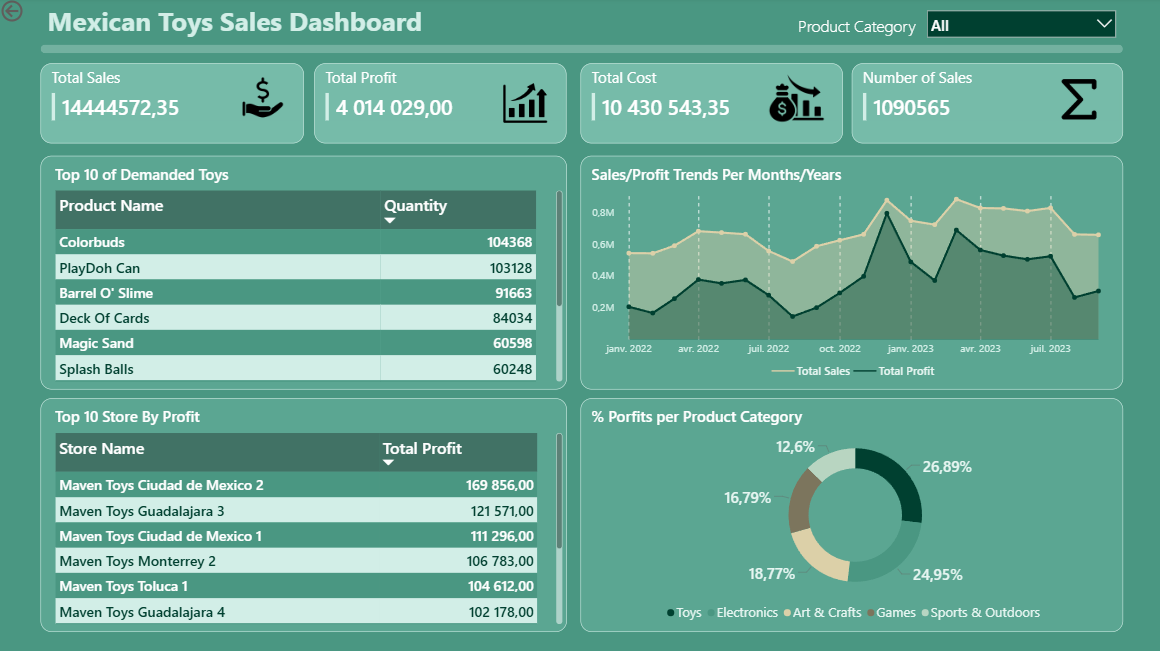 Mexican Toys Sales Dashboard
Product Category All
Total Sales
14444572,35
Total Profit
4 014 029,00
Total Cost
10 430 543,35
Number of Sales
1090565
Top 10 of Demanded Toys
Product Name Quantity
Colorbuds 104368
PlayDoh Can 103128
Barrel O' Slime 91663
Deck Of Cards 84034
Magic Sand 60598
Splash Balls 60248
Sales/Profit Trends Per Months/Years
0,8M
0,6M
0,4M
0,2M
janv. 2022 avr. 2022 juil. 2022 oct. 2022 janv. 2023 avr. 2023 juil. 2023
Total Sales Total Profit
Top 10 Store By Profit
Store Name Total Profit
Maven Toys Ciudad de Mexico 2 169 856,00
Maven Toys Guadalajara 3 121 571,00
Maven Toys Ciudad de Mexico 1 111 296,00
Maven Toys Monterrey 2 106 783,00
Maven Toys Toluca 1 104 612,00
Maven Toys Guadalajara 4 102 178,00
% Porfits per Product Category
12,6%
26,89%
16,79%
18,77%
24,95%
Toys Electronics Art & Crafts Games Sports & Outdoors